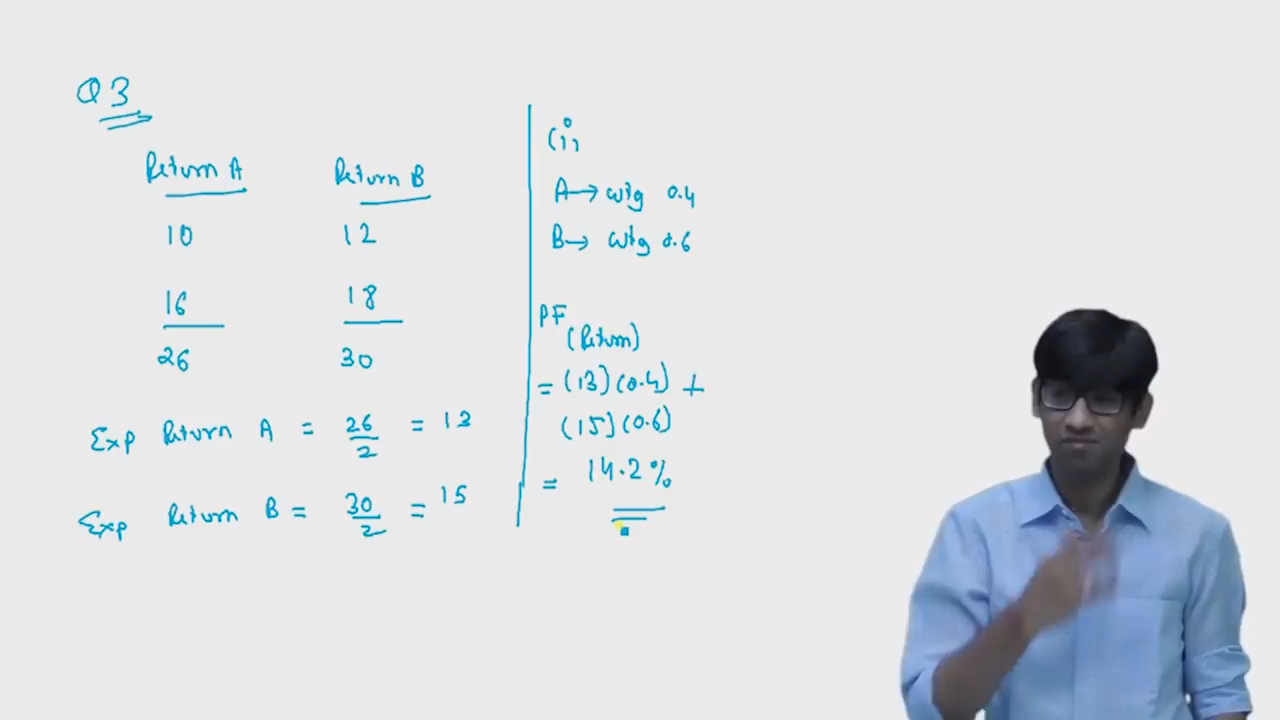 Q3
Return A Return B
10 12
16 18
26 30
Exp Return A = 26/2 = 13
Exp Return B = 30/2 = 15
(i)
A→ wtg 0.4
B→ wtg 0.6
PF (Return)
= (13)(0.4) +
(15)(0.6)
= 14.2%